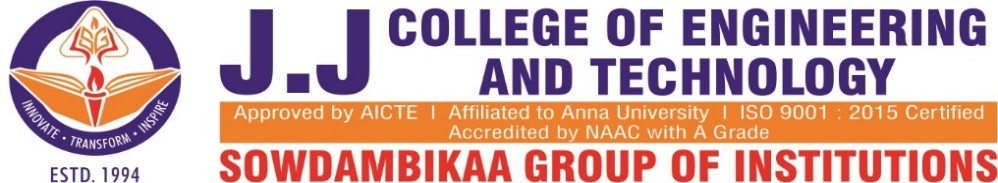 SG
INNOVATE • TRANSFORM • INSPIRE
ESTD. 1994
J.J COLLEGE OF ENGINEERING
AND TECHNOLOGY
Approved by AICTE I Affiliated to Anna University I ISO 9001 : 2015 Certified
Accredited by NAAC with A Grade
SOWDAMBIKAA GROUP OF INSTITUTIONS